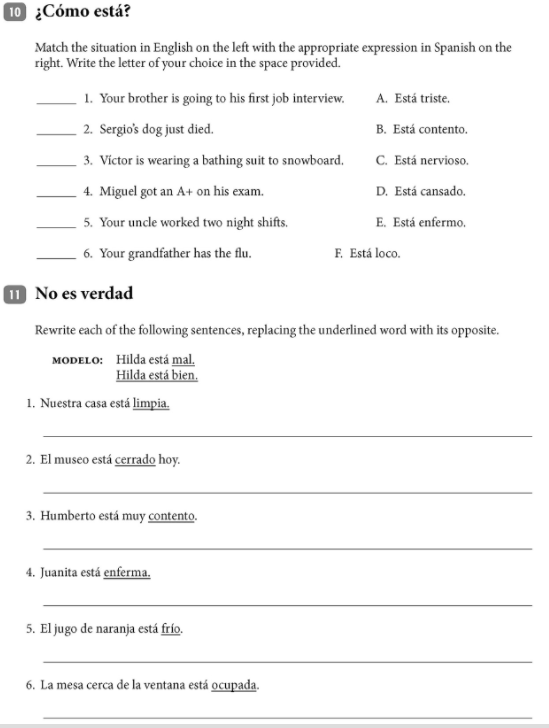 10 ¿Cómo está?
Match the situation in English on the left with the appropriate expression in Spanish on the
right. Write the letter of your choice in the space provided.
______ 1. Your brother is going to his first job interview. A. Está triste.
______ 2. Sergio's dog just died. B. Está contento.
______ 3. Víctor is wearing a bathing suit to snowboard. C. Está nervioso.
______ 4. Miguel got an A+ on his exam. D. Está cansado.
______ 5. Your uncle worked two night shifts. E. Está enfermo.
______ 6. Your grandfather has the flu. F. Está loco.
11 No es verdad
Rewrite each of the following sentences, replacing the underlined word with its opposite.
MODELO: Hilda está mal.
Hilda está bien.
1. Nuestra casa está limpia.
2. El museo está cerrado hoy.
3. Humberto está muy contento.
4. Juanita está enferma.
5. El jugo de naranja está frío.
6. La mesa cerca de la ventana está ocupada.